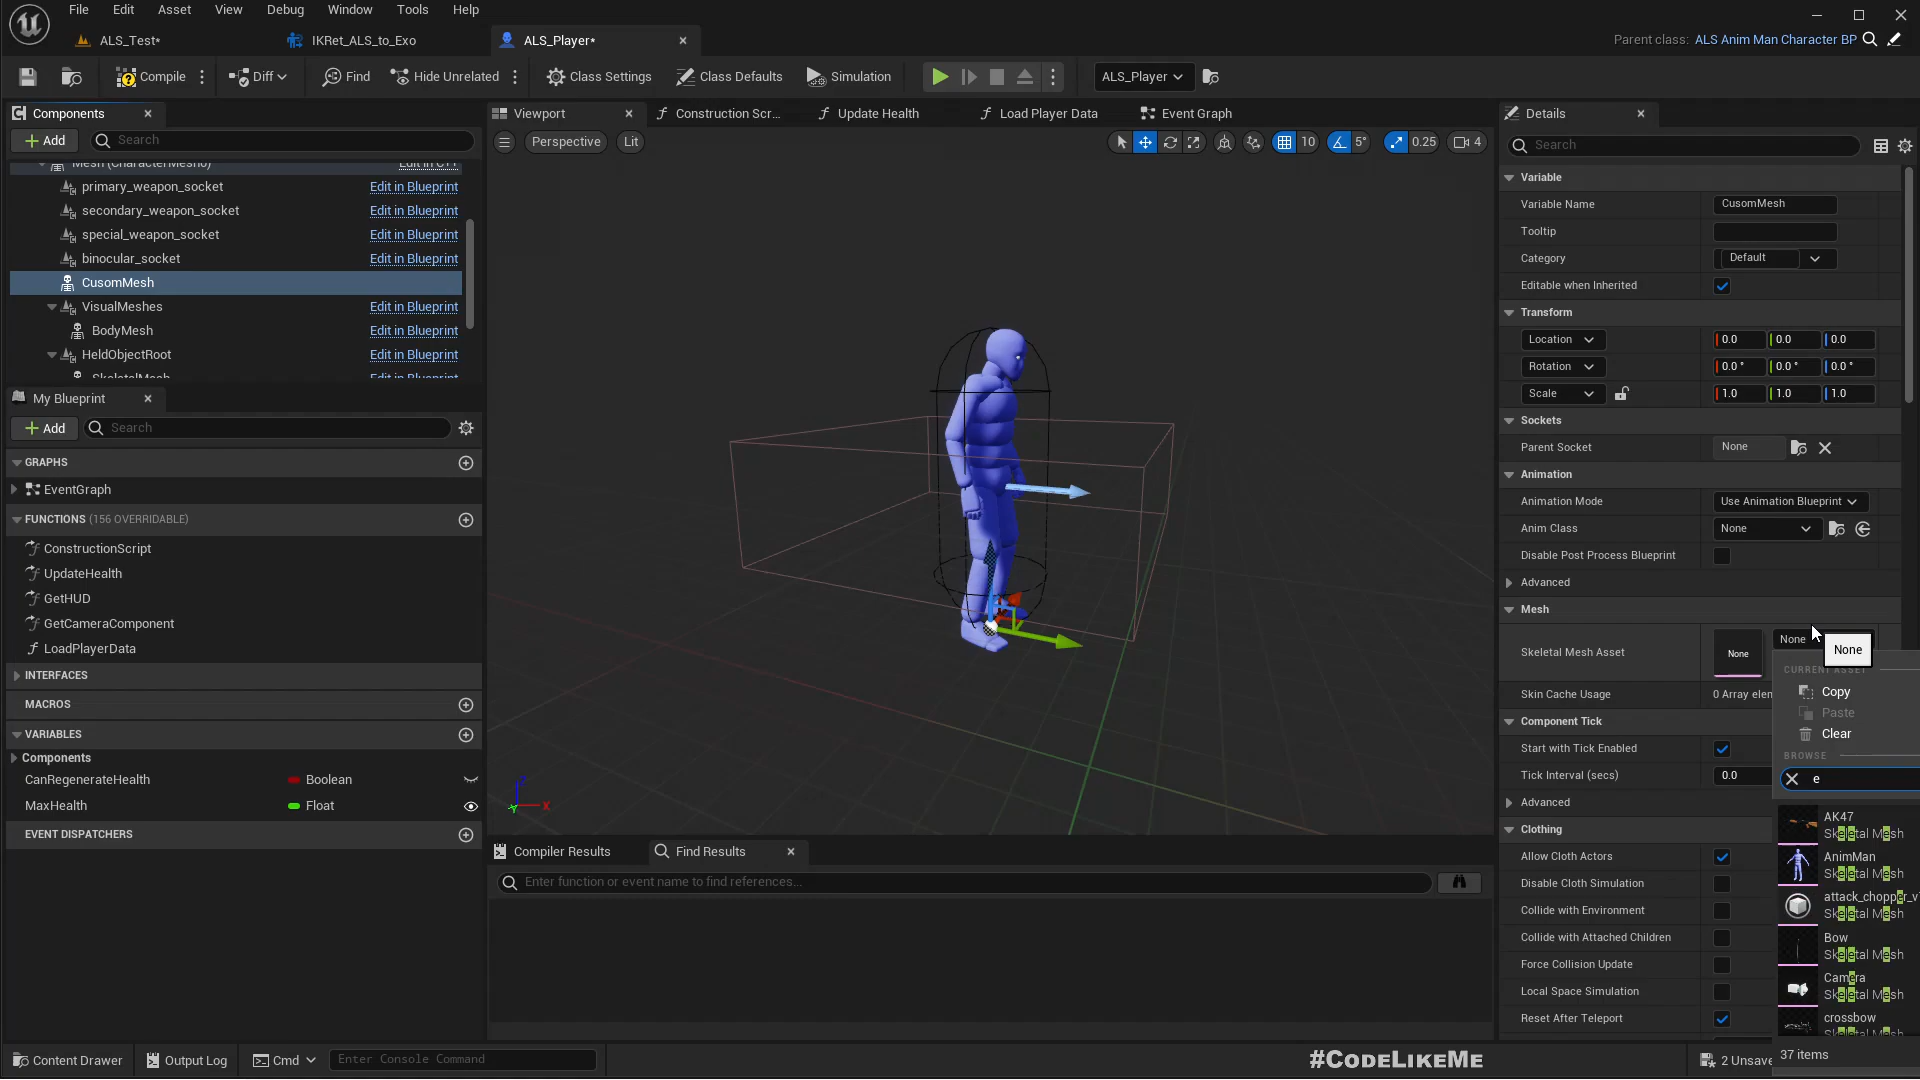 File Edit Asset View Debug Window Tools Help
ALS_Test* IKRet_ALS_to_Exo ALS_Player* Parent class: ALS Anim Man Character BP
Compile Diff Find Hide Unrelated Class Settings Class Defaults Simulation ALS_Player
Components Viewport Construction Scr... Update Health Load Player Data Event Graph Details
Add Search Perspective Lit 10 5° 0.25 4 Search
Variable
primary_weapon_socket Edit in Blueprint
Variable Name CusomMesh
secondary_weapon_socket Edit in Blueprint
Tooltip
special_weapon_socket Edit in Blueprint
binocular_socket Edit in Blueprint
Category Default
CusomMesh
Editable when Inherited
VisualMeshes Edit in Blueprint
Transform
BodyMesh Edit in Blueprint
Location 0.0 0.0 0.0
HeldObjectRoot Edit in Blueprint
Rotation 0.0° 0.0° 0.0°
Scale 1.0 1.0 1.0
My Blueprint
Sockets
Add Search
Parent Socket None
GRAPHS
Animation
EventGraph
Animation Mode Use Animation Blueprint
FUNCTIONS (156 OVERRIDABLE)
Anim Class None
ConstructionScript
Disable Post Process Blueprint
UpdateHealth
Advanced
GetHUD
Mesh
GetCameraComponent
None
LoadPlayerData
Skeletal Mesh Asset None
None
CURRENT ASSET
INTERFACES
Skin Cache Usage 0 Array elem
Copy
MACROS
Component Tick
Paste
VARIABLES
Start with Tick Enabled
Clear
Components
BROWSE
CanRegenerateHealth Boolean
Tick Interval (secs) 0.0
e
MaxHealth Float
Advanced
EVENT DISPATCHERS
Clothing
AK47
Skeletal Mesh
Compiler Results Find Results
Allow Cloth Actors
AnimMan
Skeletal Mesh
Enter function or event name to find references...
Disable Cloth Simulation
attack_chopper_v
Collide with Environment
Skeletal Mesh
Collide with Attached Children
Bow
Skeletal Mesh
Force Collision Update
Camera
Local Space Simulation
Skeletal Mesh
Reset After Teleport
crossbow
Content Drawer Output Log Cmd Enter Console Command #CodeLikeMe 2 Unsave 37 items